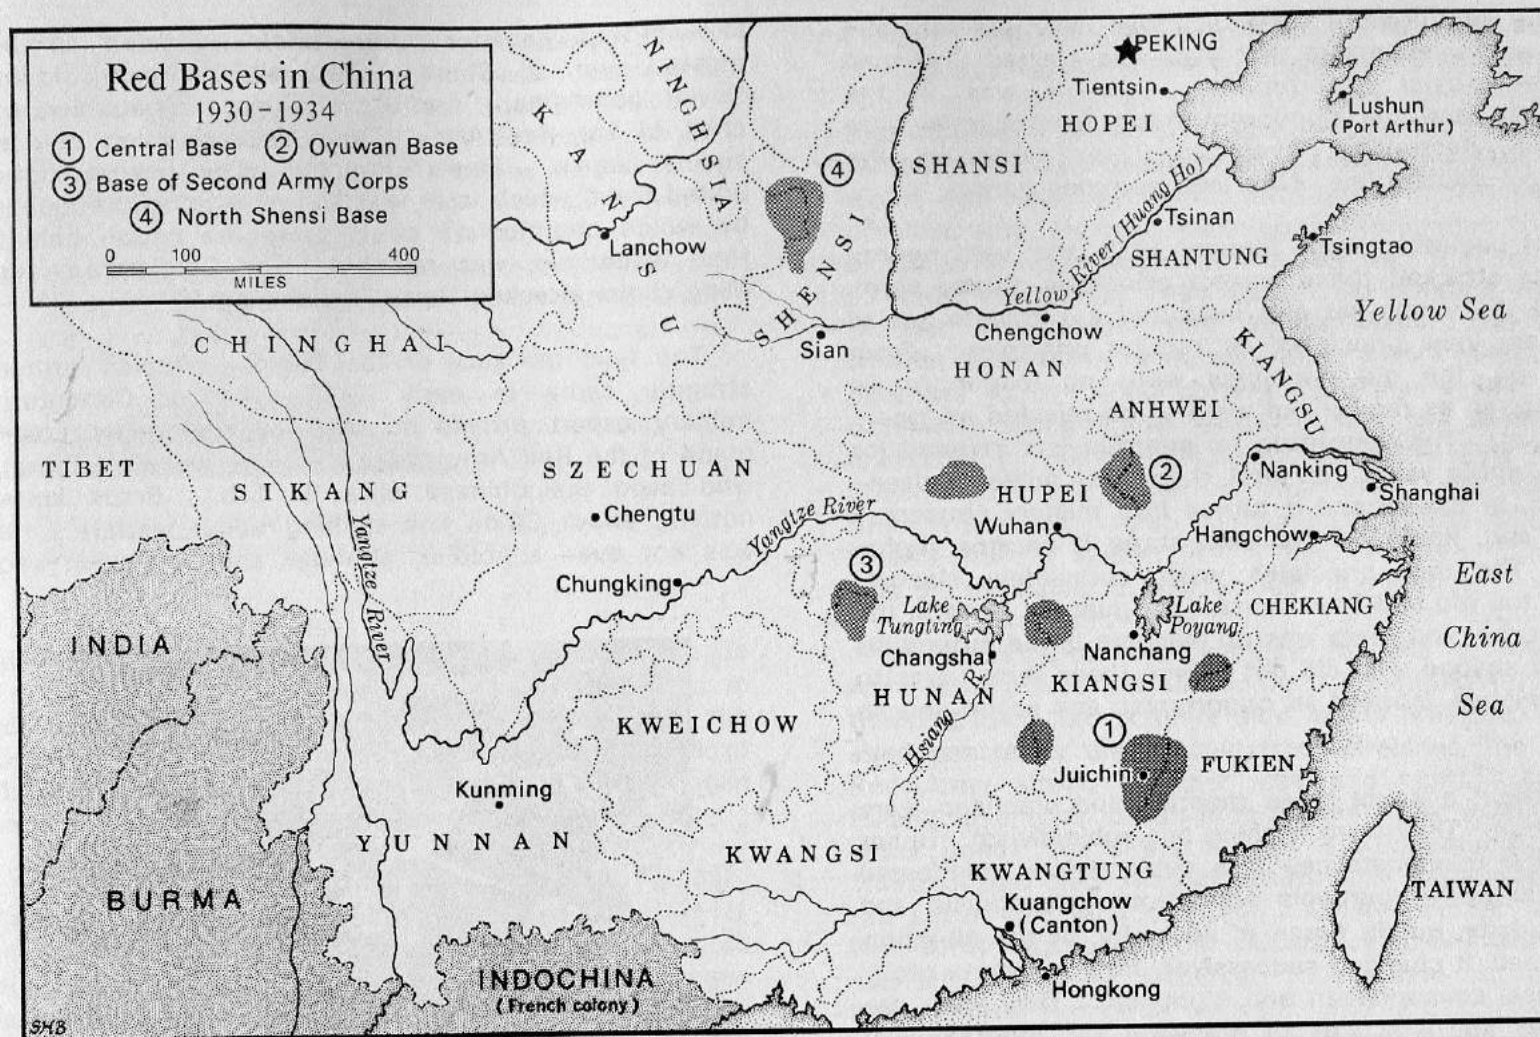 Red Bases in China
1930-1934
① Central Base ② Oyuwan Base
③ Base of Second Army Corps
④ North Shensi Base
0 100 400
MILES
PEKING
Tientsin
HOPEI
Lushun
(Port Arthur)
NINGHSIA
KANSU
④
SHANSI
Lanchow
SHENSI
Tsinan
SHANTUNG
Tsingtao
Yellow River (Huang Ho)
Yellow Sea
CHINGHAI
Sian
Chengchow
HONAN
KIANGSU
ANHWEI
TIBET
SIKANG
SZECHUAN
HUPEI
②
Nanking
Shanghai
Chengtu
Yangtze River
Wuhan
Hangchow
Yangtze River
Chungking
③
Lake
Tungting
Lake
Poyang
CHEKIANG
East
China
Sea
INDIA
Changsha
Nanchang
HUNAN
KIANGSI
KWEICHOW
Hsiang R.
①
Juichin
FUKIEN
Kunming
YUNNAN
KWANGSI
KWANGTUNG
TAIWAN
BURMA
Kuangchow
(Canton)
INDOCHINA
(French colony)
Hongkong
SHB